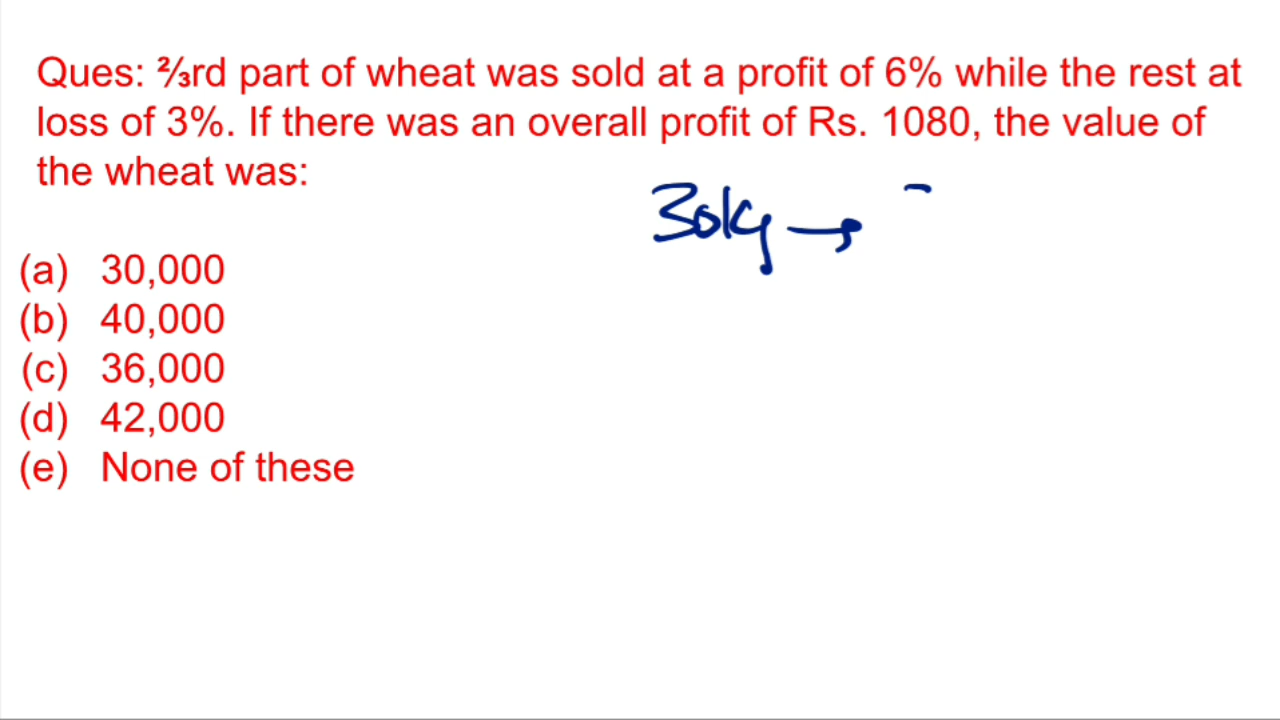 Ques: ⅔rd part of wheat was sold at a profit of 6% while the rest at
loss of 3%. If there was an overall profit of Rs. 1080, the value of
the wheat was:
30kg →
(a) 30,000
(b) 40,000
(c) 36,000
(d) 42,000
(e) None of these